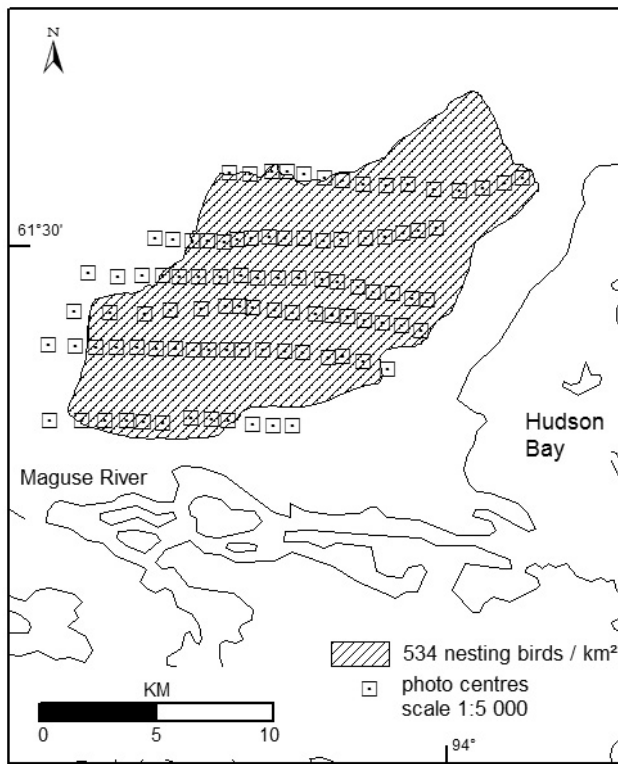 N
61°30'
Hudson
Bay
Maguse River
534 nesting birds / km²
photo centres
scale 1:5 000
KM
0 5 10
94°